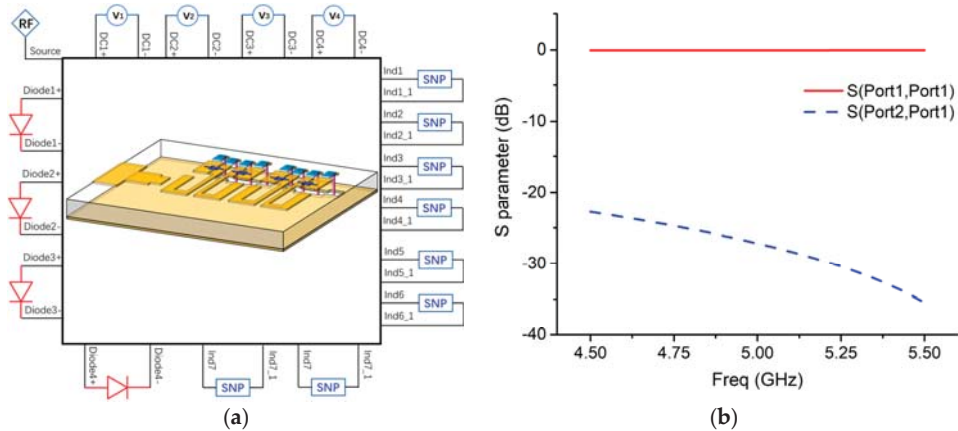 RF
Source
V1
V2
V3
V4
DC1+
DC1-
DC2+
DC2-
DC3+
DC3-
DC4+
DC4-
Diode1+
Diode1-
Diode2+
Diode2-
Diode3+
Diode3-
Diode4+
Diode4-
Ind1
SNP
Ind1_1
Ind2
SNP
Ind2_1
Ind3
SNP
Ind3_1
Ind4
SNP
Ind4_1
Ind5
SNP
Ind5_1
Ind6
SNP
Ind6_1
Ind7
SNP
Ind7_1
Ind7
SNP
Ind7_1
(a)
S parameter (dB)
0
-10
-20
-30
-40
S(Port1,Port1)
S(Port2,Port1)
4.50
4.75
5.00
5.25
5.50
Freq (GHz)
(b)